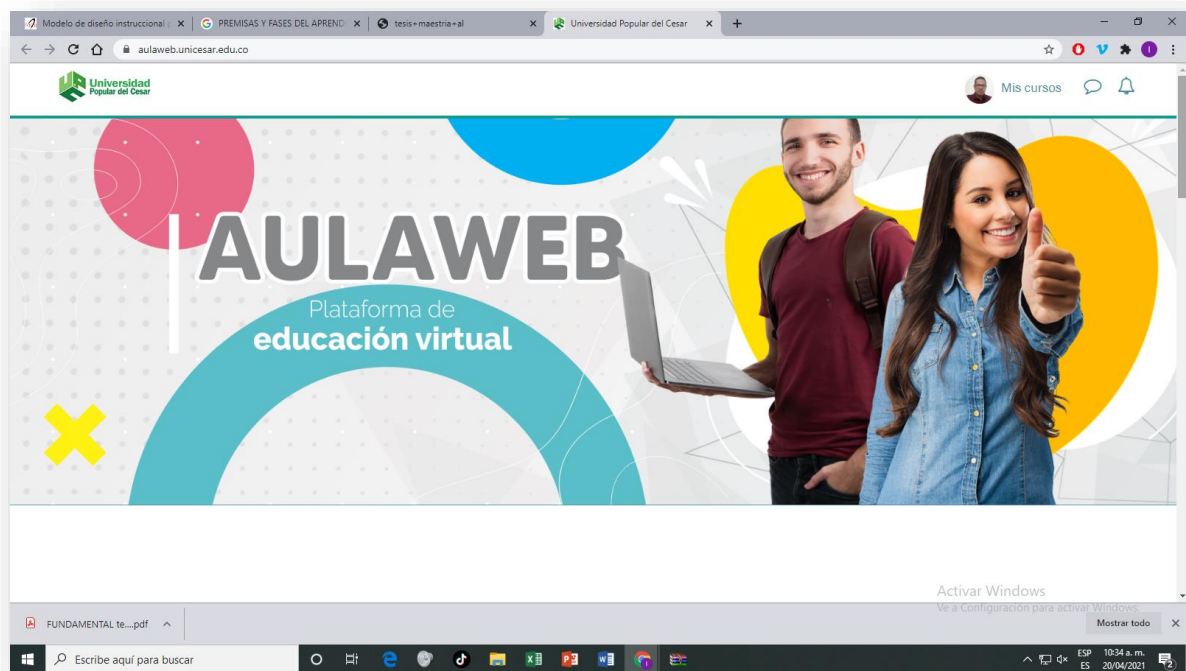 Modelo de diseño instruccional
PREMISAS Y FASES DEL APREND
tesis+maestria+al
Universidad Popular del Cesar
aulaweb.unicesar.edu.co
Universidad
Popular del Cesar
Mis cursos
AULAWEB
Plataforma de
educación virtual
Activar Windows
Ve a Configuración para activar Windows.
FUNDAMENTAL te....pdf
Mostrar todo
Escribe aquí para buscar
ESP
ES
10:34 a. m.
20/04/2021